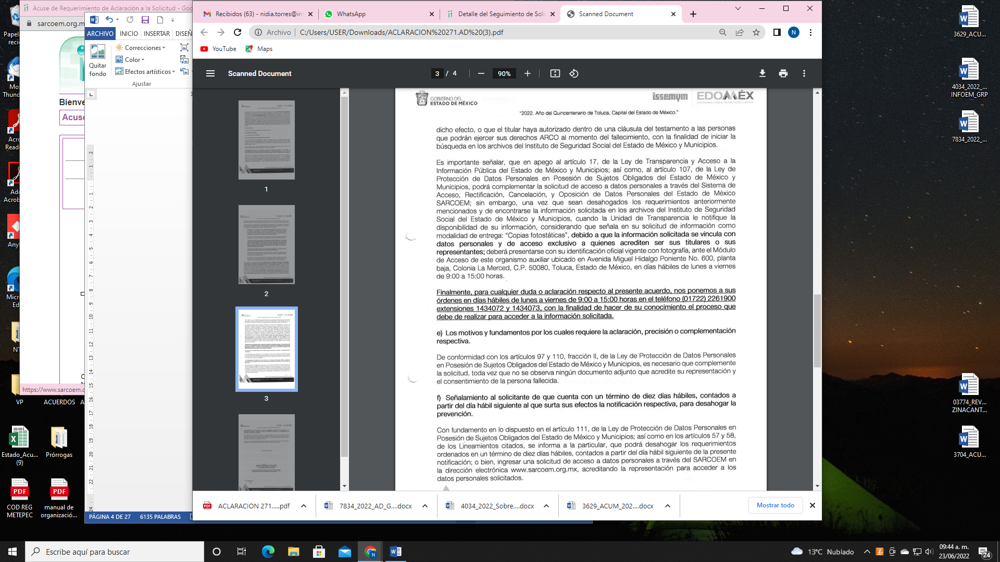 Acuse de Requerimiento de Aclaración a la Solicitud - Goo
sarcoem.org.m
Bienve
Acuse
https://www.sarcoem.o
ARCHIVO INICIO INSERTAR DISEÑ
Quitar fondo
Correcciones
Color
Efectos artísticos
Ajustar
PÁGINA 4 DE 27 6135 PALABRAS
Recibidos (63) - nidia.torres@inf
WhatsApp
Detalle del Seguimiento de Soli
Scanned Document
Archivo C:/Users/USER/Downloads/ACLARACION%20271.AD%20(3).pdf
N
YouTube Maps
Scanned Document
3 / 4
90%
1
2
3
GOBIERNO DEL
ESTADO DE MÉXICO
issemym EDOMÉX
“2022. Año del Quincentenario de Toluca, Capital del Estado de México.”
dicho efecto, o que el titular haya autorizado dentro de una cláusula del testamento a las personas
que podrán ejercer sus derechos ARCO al momento del fallecimiento, con la finalidad de iniciar la
búsqueda en los archivos del Instituto de Seguridad Social del Estado de México y Municipios.
Es importante señalar, que en apego al artículo 17, de la Ley de Transparencia y Acceso a la
Información Pública del Estado de México y Municipios; así como, al artículo 107, de la Ley de
Protección de Datos Personales en Posesión de Sujetos Obligados del Estado de México y
Municipios, podrá complementar la solicitud de acceso a datos personales a través del Sistema de
Acceso, Rectificación, Cancelación, y Oposición de Datos Personales del Estado de México
SARCOEM; sin embargo, una vez que sean desahogados los requerimientos anteriormente
mencionados y de encontrarse la información solicitada en los archivos del Instituto de Seguridad
Social del Estado de México y Municipios, cuando la Unidad de Transparencia le notifique la
disponibilidad de su información, considerando que señala en su solicitud de información como
modalidad de entrega: “Copias fotostáticas”, debido a que la información solicitada se vincula con
datos personales y de acceso exclusivo a quienes acrediten ser sus titulares o sus
representantes; deberá presentarse con su identificación oficial vigente con fotografía, ante el Módulo
de Acceso de este organismo auxiliar ubicado en Avenida Miguel Hidalgo Poniente No. 600, planta
baja, Colonia La Merced, C.P. 50080, Toluca, Estado de México, en días hábiles de lunes a viernes
de 9:00 a 15:00 horas.
Finalmente, para cualquier duda o aclaración respecto al presente acuerdo, nos ponemos a sus
órdenes en días hábiles de lunes a viernes de 9:00 a 15:00 horas en el teléfono (01722) 2261900
extensiones 1434072 y 1434073, con la finalidad de hacer de su conocimiento el proceso que
debe de realizar para acceder a la información solicitada.
e) Los motivos y fundamentos por los cuales requiere la aclaración, precisión o complementación
respectiva.
De conformidad con los artículos 97 y 110, fracción II, de la Ley de Protección de Datos Personales
en Posesión de Sujetos Obligados del Estado de México y Municipios, es necesario que complemente
la solicitud, toda vez que no se observa ningún documento adjunto que acredite su representación y
el consentimiento de la persona fallecida.
f) Señalamiento al solicitante de que cuenta con un término de diez días hábiles, contados a
partir del día hábil siguiente al que surta sus efectos la notificación respectiva, para desahogar la
prevención.
Con fundamento en lo dispuesto en el artículo 111, de la Ley de Protección de Datos Personales en
Posesión de Sujetos Obligados del Estado de México y Municipios; así como en los artículos 57 y 58,
de los Lineamientos citados, se informa a la particular, que podrá desahogar los requerimientos
ordenados en un término de diez días hábiles, contados a partir del día hábil siguiente de la presente
notificación; o bien, ingresar una solicitud de acceso a datos personales a través del SARCOEM en
la dirección electrónica www.sarcoem.org.mx, acreditando la representación para acceder a los
datos personales solicitados.
ACLARACION 271.....pdf
7834_2022_AD_G....docx
4034_2022_Sobre....docx
3629_ACUM_202....docx
Mostrar todo
Papele
recic
Moz
Thund
Acro
Read
Ado
Acrob
Any
Micr
Ed
NT
VP
ACUERDOS
A
Estado_Acu...
(9)
Prórrogas
COD REG
METEPEC
manual de
organizació...
3629_ACU...
4034_2022_
INFOEM_GRP
7834_2022_...
03774_REV...
ZINACANT...
3704_ACU...
Escribe aquí para buscar
13°C Nublado
09:44 a. m.
23/06/2022
24